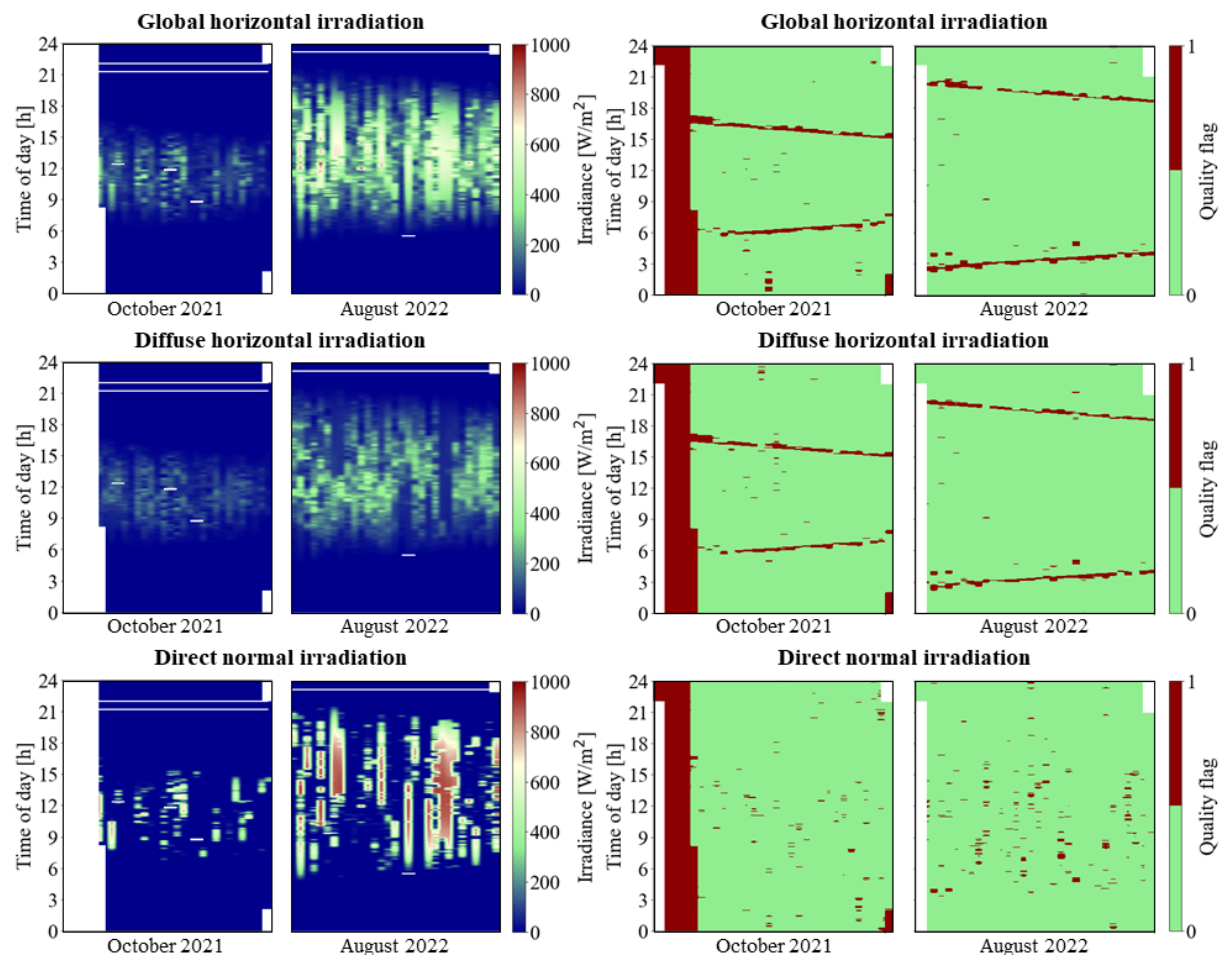 Global horizontal irradiation
Global horizontal irradiation
Time of day [h]
24
21
18
15
12
9
6
3
0
October 2021
August 2022
1000
800
600
400
200
0
Irradiance [W/m²]
Time of day [h]
24
21
18
15
12
9
6
3
0
October 2021
August 2022
1
0
Quality flag
Diffuse horizontal irradiation
Diffuse horizontal irradiation
Time of day [h]
24
21
18
15
12
9
6
3
0
October 2021
August 2022
1000
800
600
400
200
0
Irradiance [W/m²]
Time of day [h]
24
21
18
15
12
9
6
3
0
October 2021
August 2022
1
0
Quality flag
Direct normal irradiation
Direct normal irradiation
Time of day [h]
24
21
18
15
12
9
6
3
0
October 2021
August 2022
1000
800
600
400
200
0
Irradiance [W/m²]
Time of day [h]
24
21
18
15
12
9
6
3
0
October 2021
August 2022
1
0
Quality flag